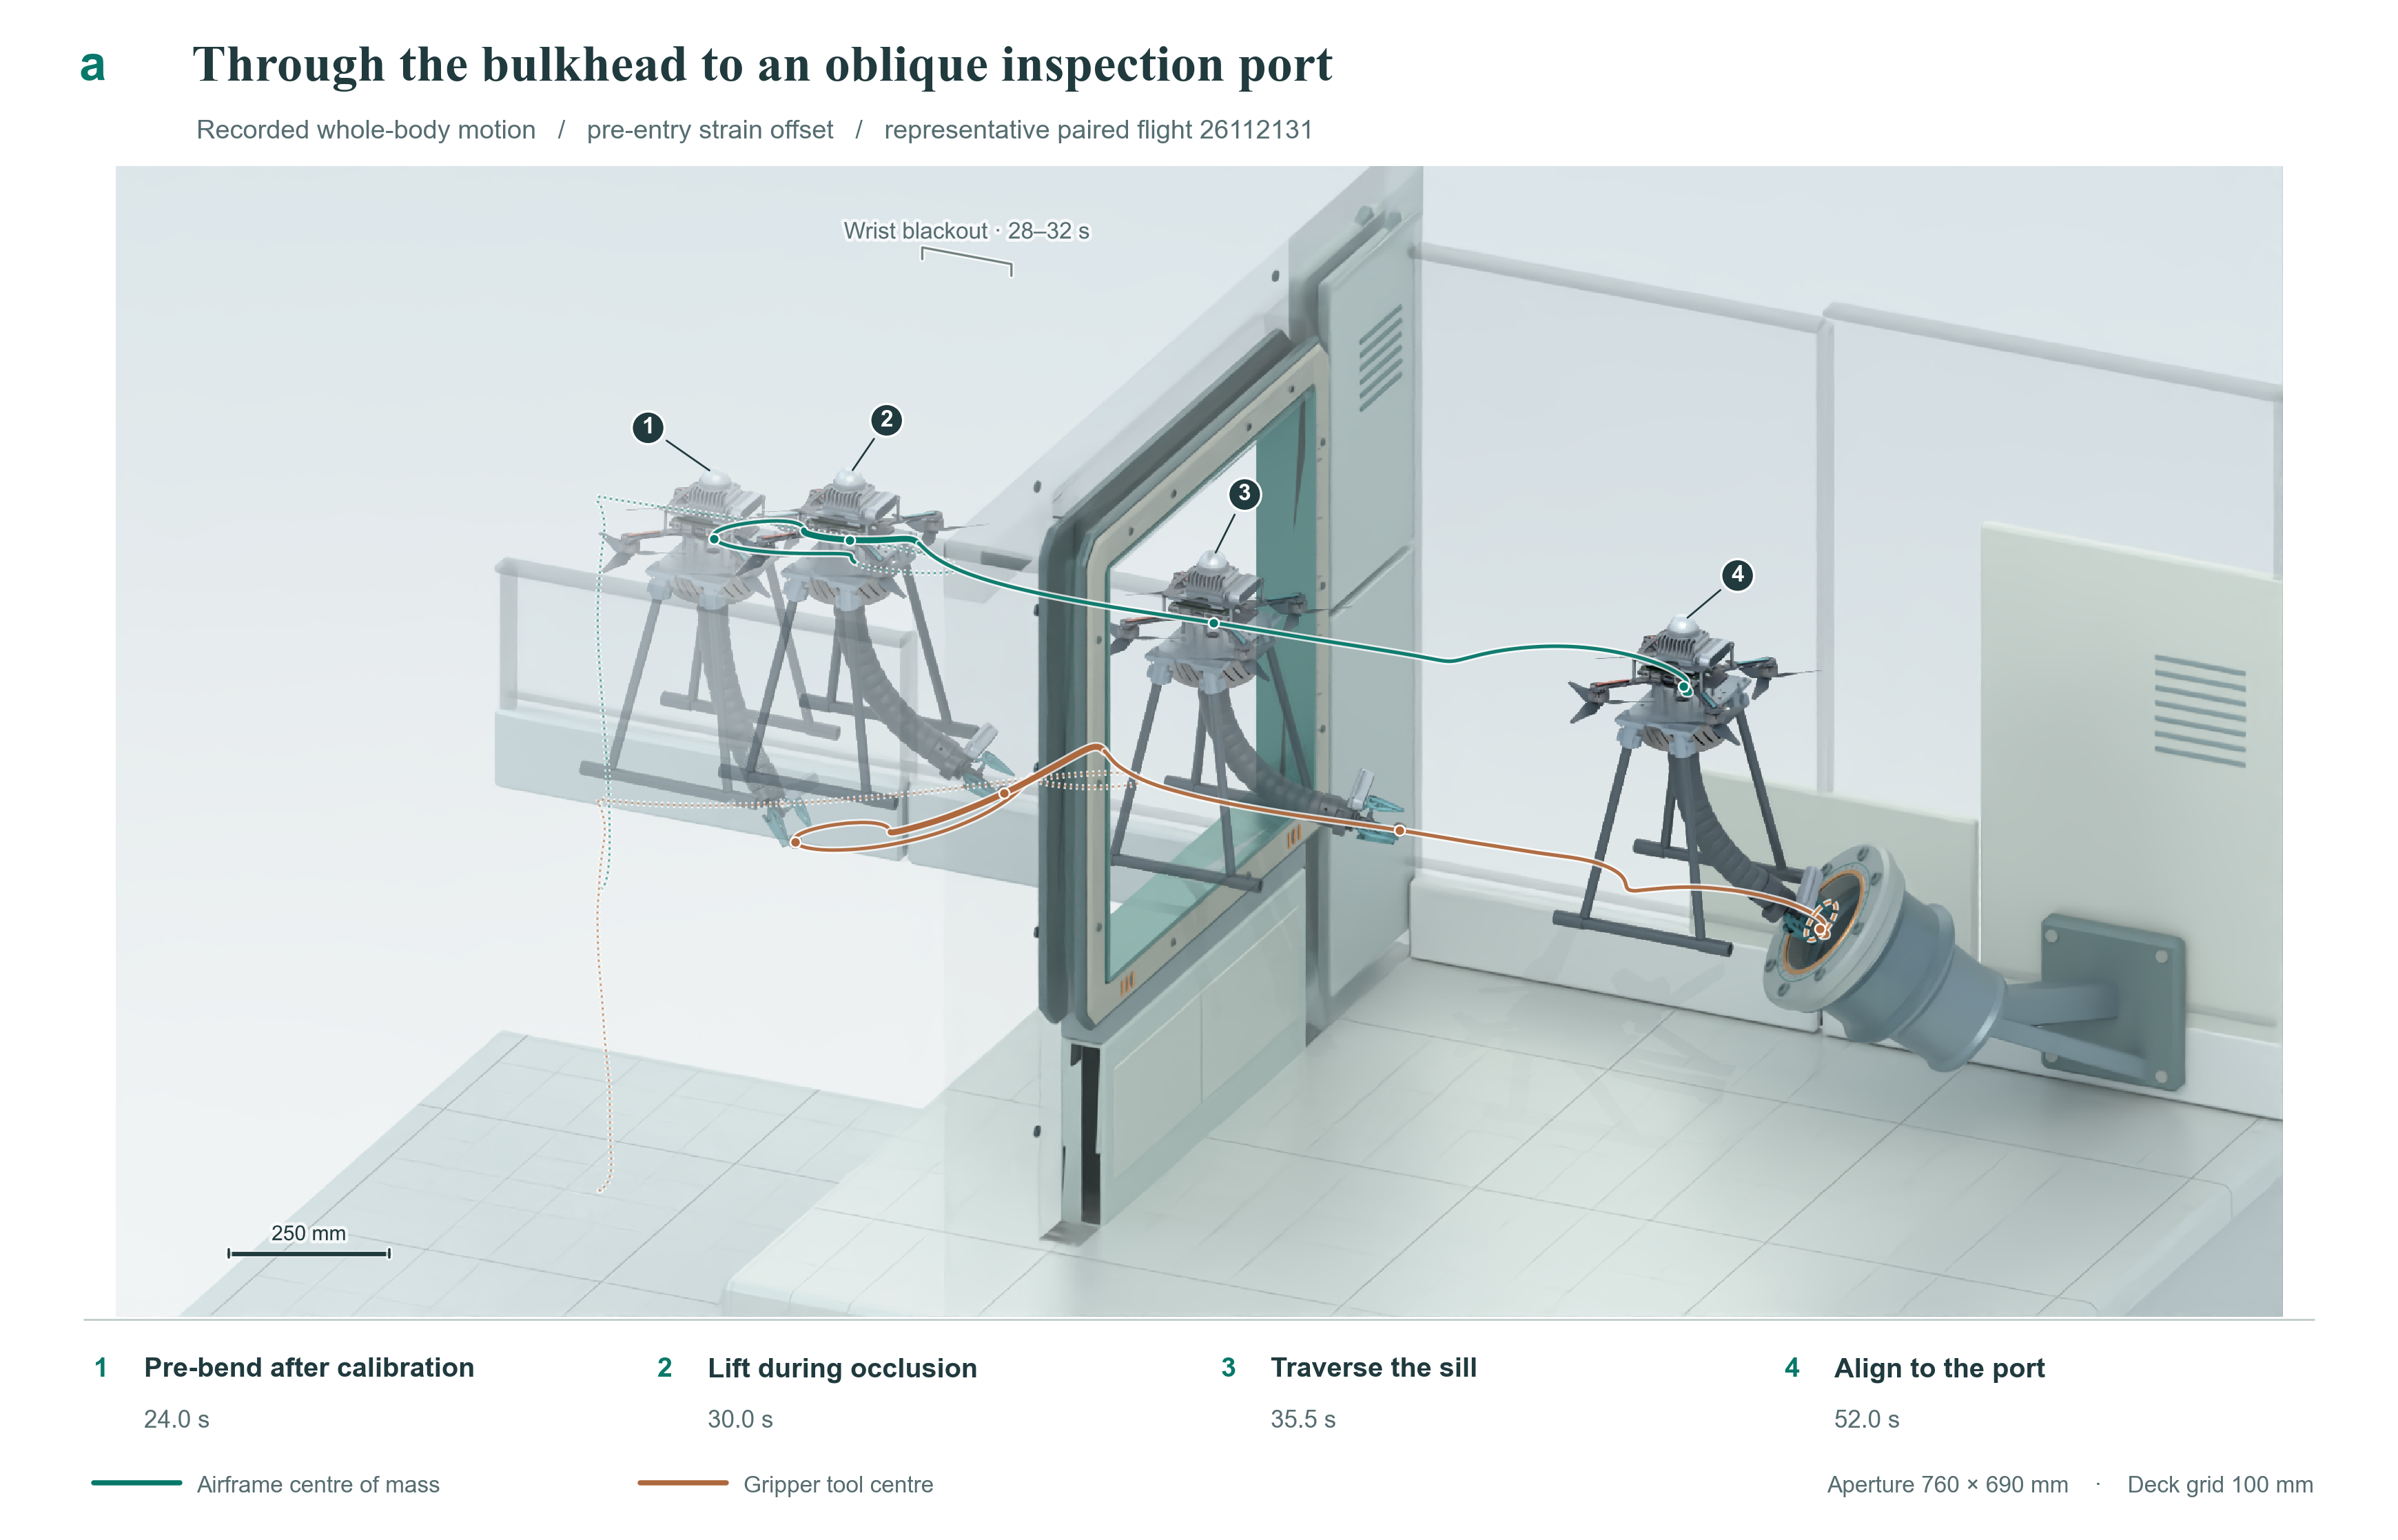 a
Through the bulkhead to an oblique inspection port
Recorded whole-body motion / pre-entry strain offset / representative paired flight 26112131
Wrist blackout · 28–32 s
1
2
3
4
250 mm
1 Pre-bend after calibration
24.0 s
2 Lift during occlusion
30.0 s
3 Traverse the sill
35.5 s
4 Align to the port
52.0 s
Airframe centre of mass
Gripper tool centre
Aperture 760 × 690 mm · Deck grid 100 mm